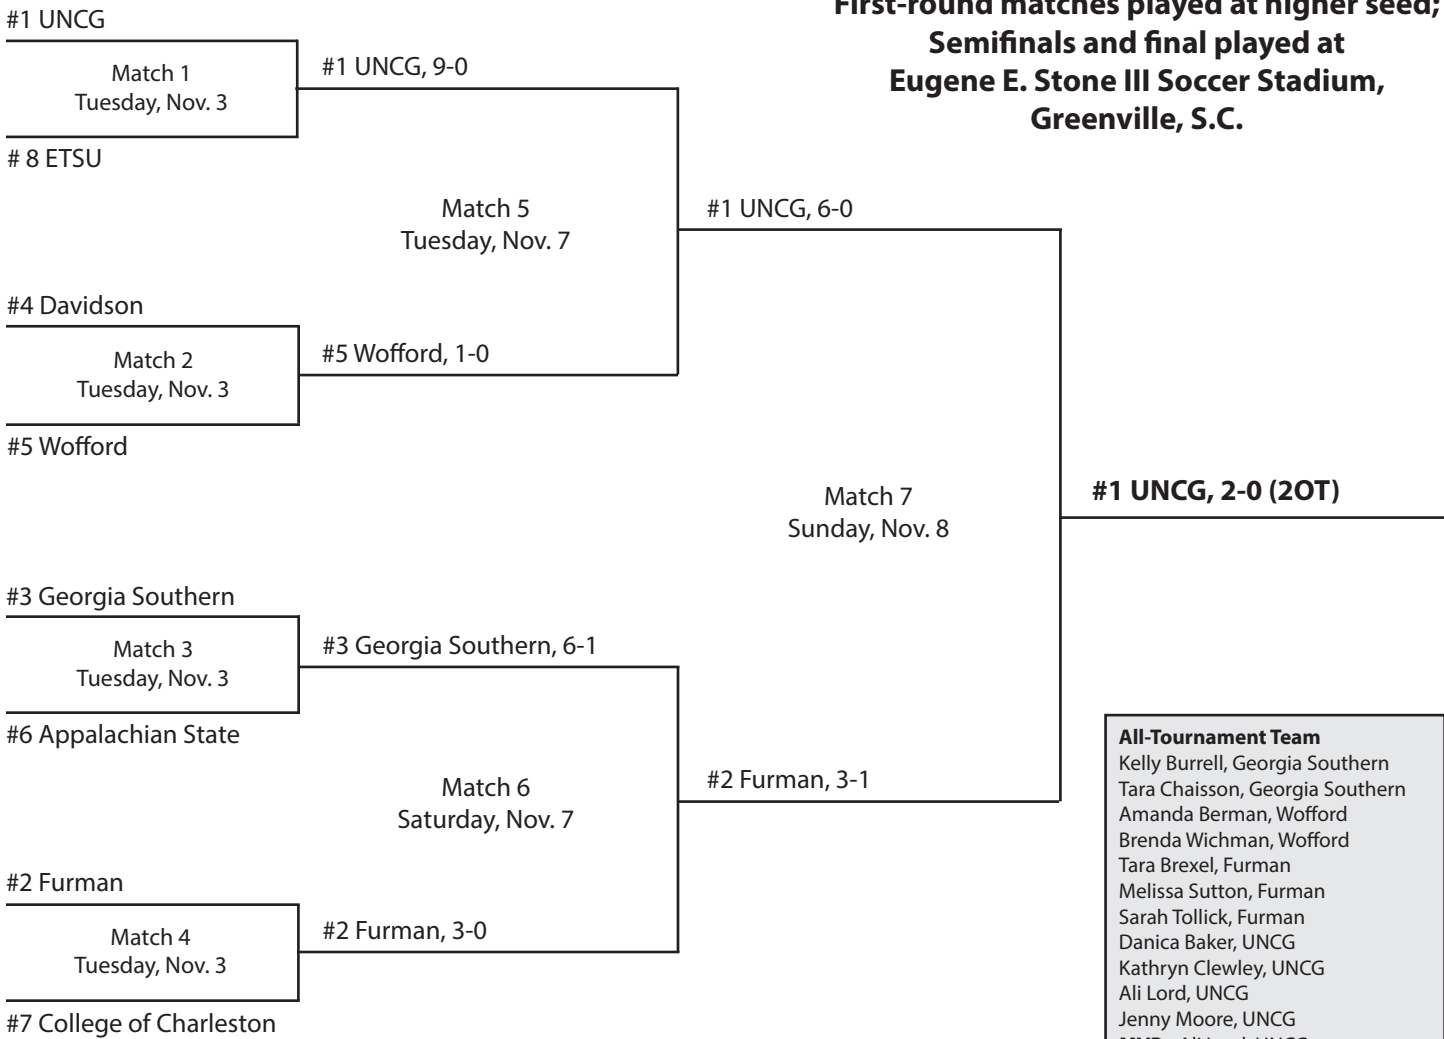 First-round matches played at higher seed;
Semifinals and final played at
Eugene E. Stone III Soccer Stadium,
Greenville, S.C.
#1 UNCG
Match 1
Tuesday, Nov. 3
# 8 ETSU
#1 UNCG, 9-0
Match 5
Tuesday, Nov. 7
#4 Davidson
Match 2
Tuesday, Nov. 3
#5 Wofford
#5 Wofford, 1-0
#1 UNCG, 6-0
Match 7
Sunday, Nov. 8
#1 UNCG, 2-0 (2OT)
#3 Georgia Southern
Match 3
Tuesday, Nov. 3
#6 Appalachian State
#3 Georgia Southern, 6-1
Match 6
Saturday, Nov. 7
#2 Furman, 3-1
#2 Furman
Match 4
Tuesday, Nov. 3
#7 College of Charleston
#2 Furman, 3-0
All-Tournament Team
Kelly Burrell, Georgia Southern
Tara Chaisson, Georgia Southern
Amanda Berman, Wofford
Brenda Wichman, Wofford
Tara Brexel, Furman
Melissa Sutton, Furman
Sarah Tollick, Furman
Danica Baker, UNCG
Kathryn Clewley, UNCG
Ali Lord, UNCG
Jenny Moore, UNCG